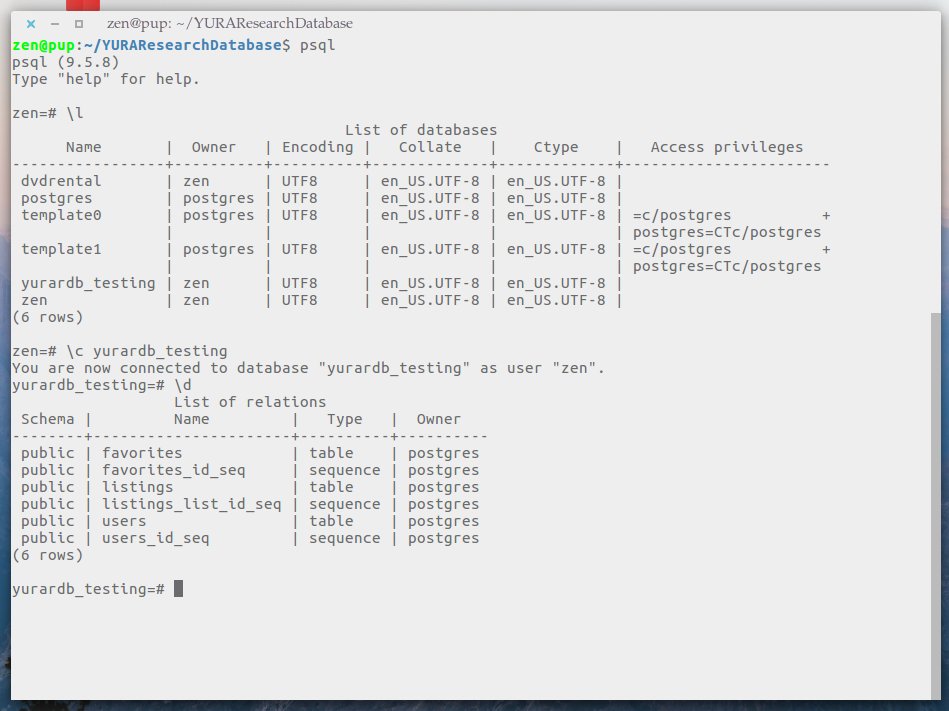 zen@pup: ~/YURAResearchDatabase
zen@pup:~/YURAResearchDatabase$ psql
psql (9.5.8)
Type "help" for help.

zen=# \l
                                     List of databases
      Name       |  Owner   | Encoding |   Collate   |    Ctype    |   Access privileges
-----------------+----------+----------+-------------+-------------+-----------------------
 dvdrental       | zen      | UTF8     | en_US.UTF-8 | en_US.UTF-8 |
 postgres        | postgres | UTF8     | en_US.UTF-8 | en_US.UTF-8 |
 template0       | postgres | UTF8     | en_US.UTF-8 | en_US.UTF-8 | =c/postgres          +
                 |          |          |             |             | postgres=CTc/postgres
 template1       | postgres | UTF8     | en_US.UTF-8 | en_US.UTF-8 | =c/postgres          +
                 |          |          |             |             | postgres=CTc/postgres
 yurardb_testing | zen      | UTF8     | en_US.UTF-8 | en_US.UTF-8 |
 zen             | zen      | UTF8     | en_US.UTF-8 | en_US.UTF-8 |
(6 rows)

zen=# \c yurardb_testing
You are now connected to database "yurardb_testing" as user "zen".
yurardb_testing=# \d
                  List of relations
 Schema |         Name         |   Type   |  Owner
--------+----------------------+----------+----------
 public | favorites            | table    | postgres
 public | favorites_id_seq     | sequence | postgres
 public | listings             | table    | postgres
 public | listings_list_id_seq | sequence | postgres
 public | users                | table    | postgres
 public | users_id_seq         | sequence | postgres
(6 rows)

yurardb_testing=#